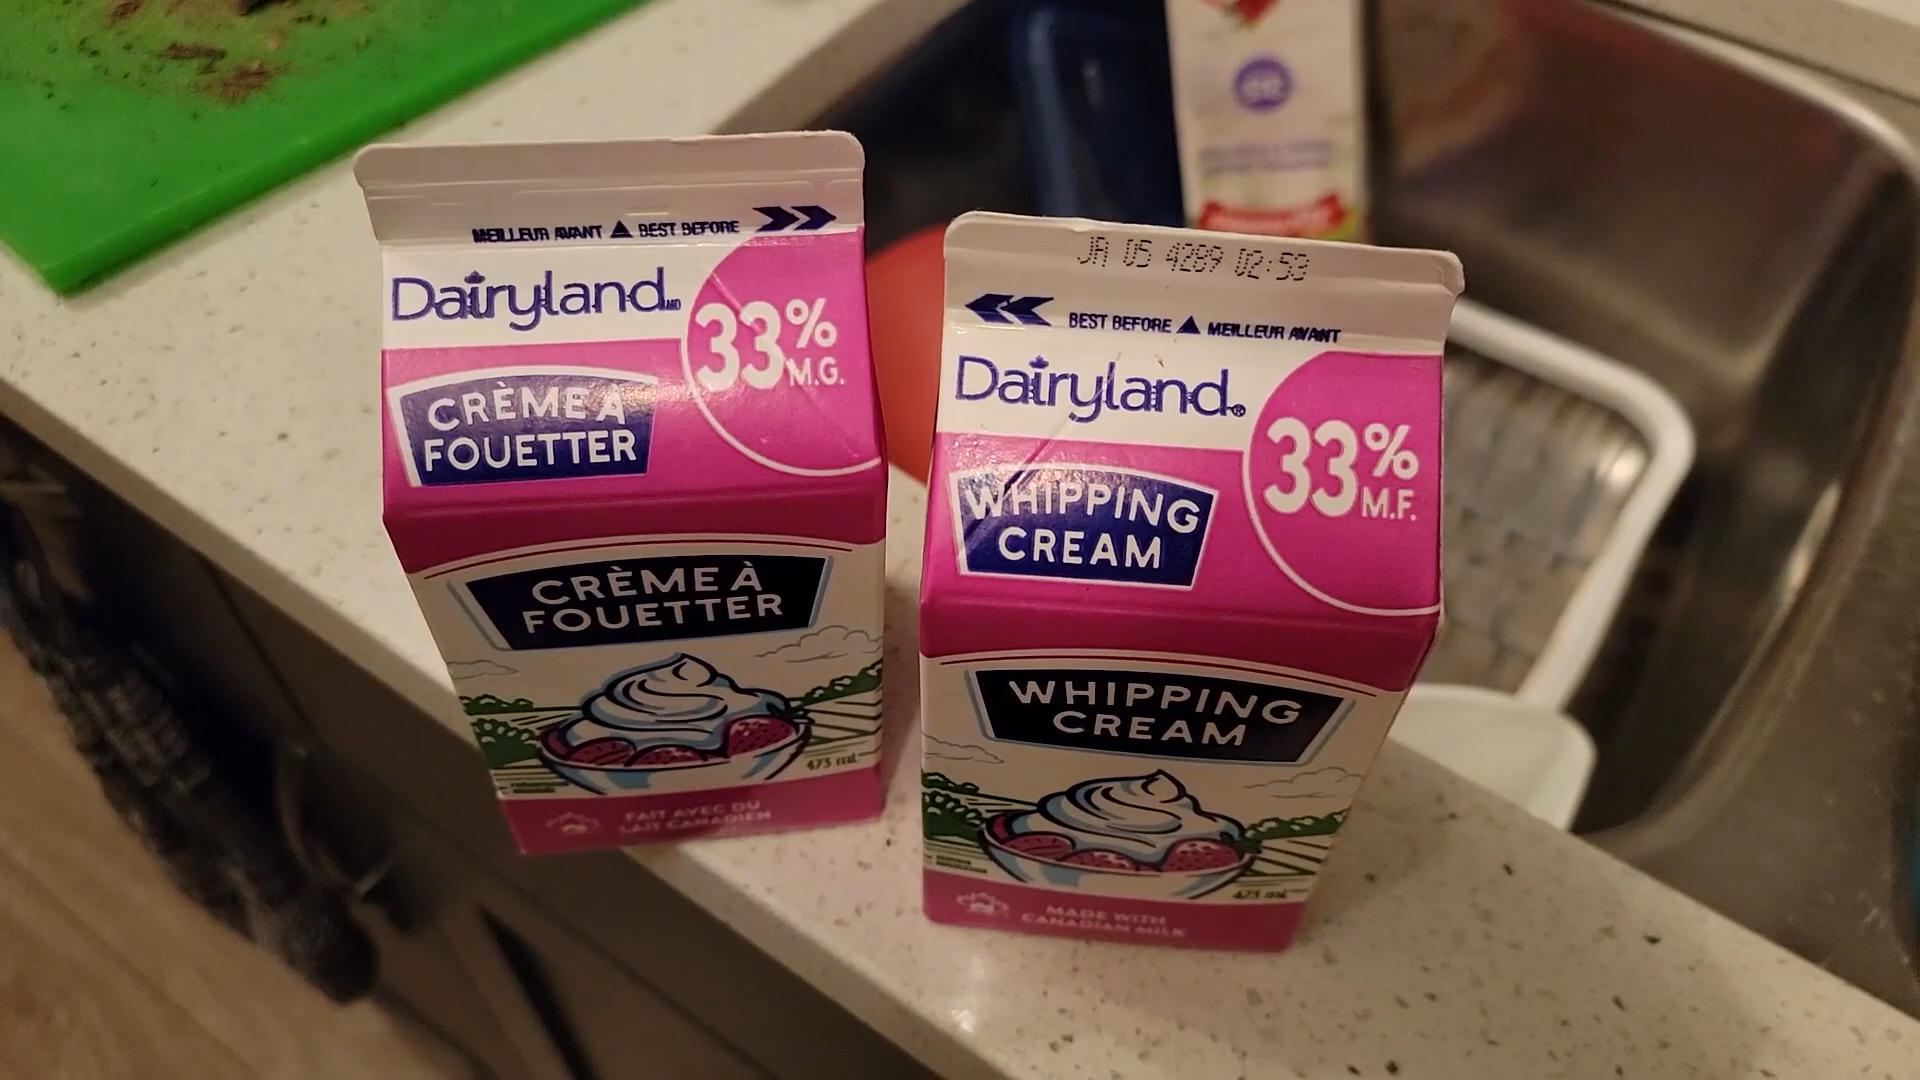 MEILLEUR AVANT ▲ BEST BEFORE
DairylandMD
33%
M.G.
CRÈME À
FOUETTER
CRÈME À
FOUETTER
473 mL
FAIT AVEC DU
LAIT CANADIEN
JA 05 4289 02:53
BEST BEFORE ▲ MEILLEUR AVANT
Dairyland®
33%
M.F.
WHIPPING
CREAM
WHIPPING
CREAM
473 mL
MADE WITH
CANADIAN MILK